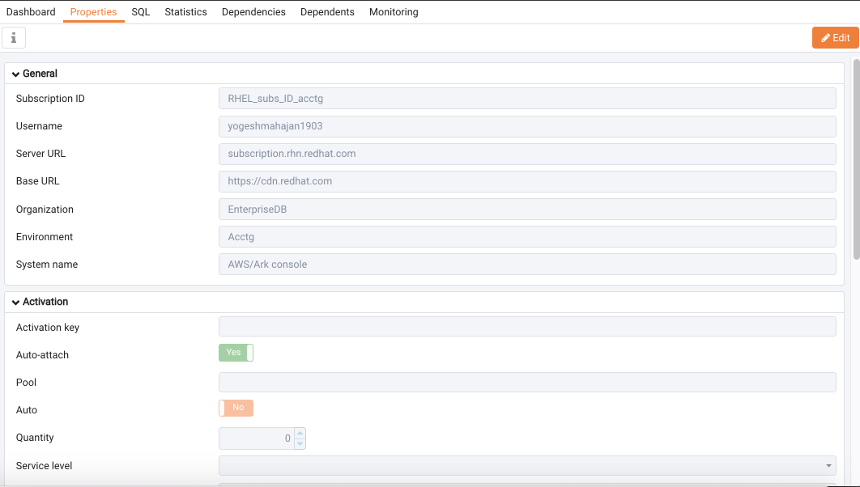 Dashboard Properties SQL Statistics Dependencies Dependents Monitoring
i Edit
General
Subscription ID RHEL_subs_ID_acctg
Username yogeshmahajan1903
Server URL subscription.rhn.redhat.com
Base URL https://cdn.redhat.com
Organization EnterpriseDB
Environment Acctg
System name AWS/Ark console
Activation
Activation key
Auto-attach Yes
Pool
Auto No
Quantity 0
Service level